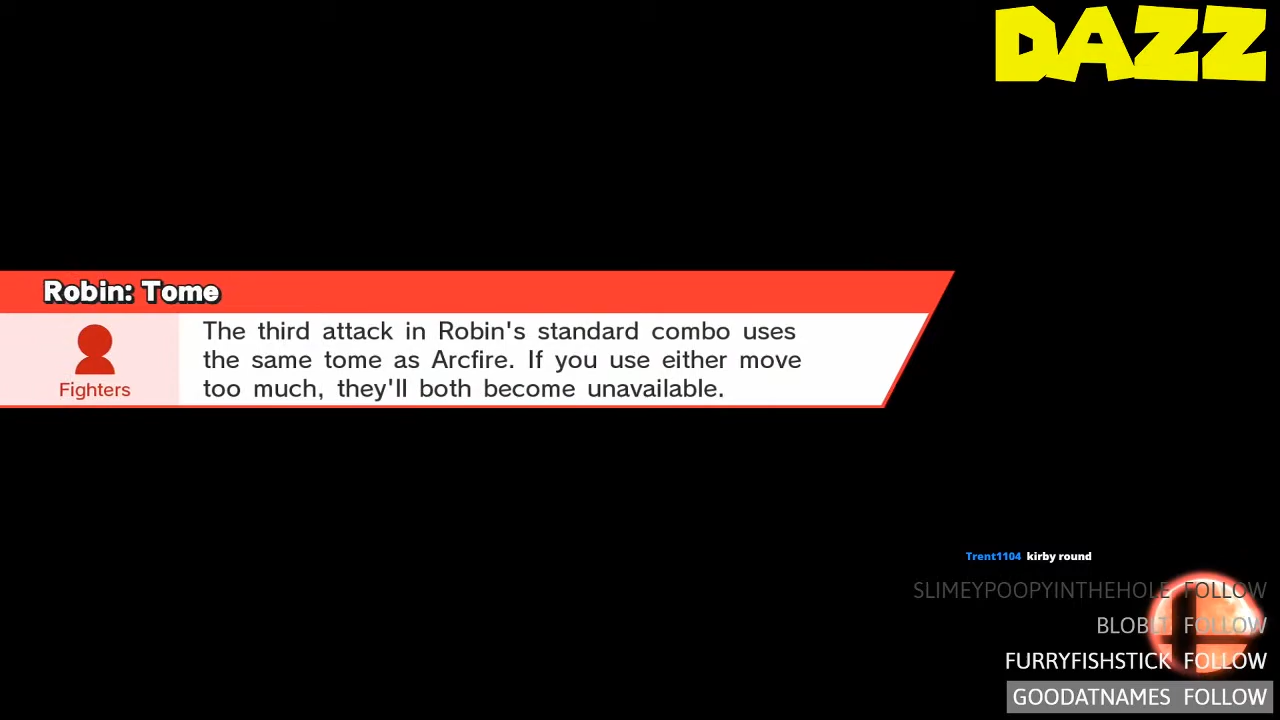 DAZZ
Robin: Tome
The third attack in Robin's standard combo uses
the same tome as Arcfire. If you use either move
too much, they'll both become unavailable.
Fighters
Trent1104 kirby round
SLIMEYPOOPYINTHEHOLE FOLLOW
BLOBIT FOLLOW
FURRYFISHSTICK FOLLOW
GOODATNAMES FOLLOW